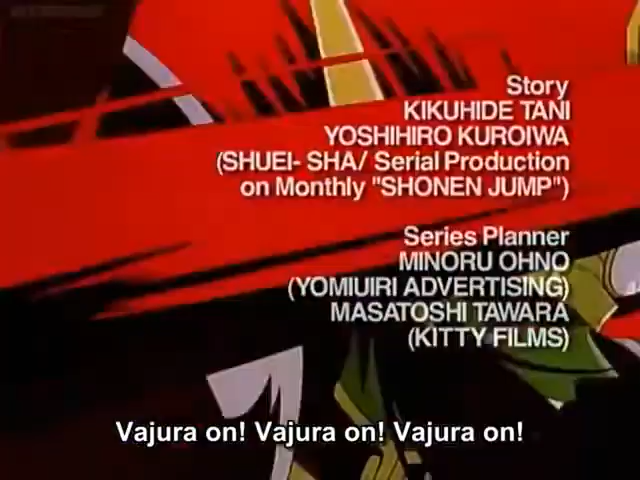 Story
KIKUHIDE TANI
YOSHIHIRO KUROIWA
(SHUEI- SHA/ Serial Production
on Monthly "SHONEN JUMP")
Series Planner
MINORU OHNO
(YOMIUIRI ADVERTISING)
MASATOSHI TAWARA
(KITTY FILMS)
Vajura on! Vajura on! Vajura on!